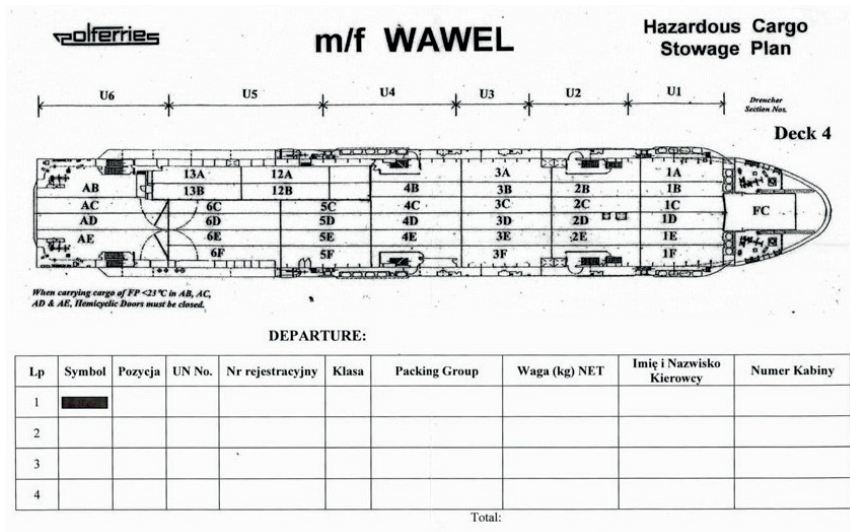 polferries
m/f WAWEL
Hazardous Cargo
Stowage Plan
U6 U5 U4 U3 U2 U1
Drencher
Section Nos.
Deck 4
13A 12A 3A 1A
AB 13B 12B 4B 3B 2B 1B
AC 6C 5C 4C 3C 2C 1C FC
AD 6D 5D 4D 3D 2D 1D
AE 6E 5E 4E 3E 2E 1E
6F 5F 3F 1F
When carrying cargo of FP <23°C in AB, AC,
AD & AE, Hemicyclic Doors must be closed.
DEPARTURE:
Lp Symbol Pozycja UN No. Nr rejestracyjny Klasa Packing Group Waga (kg) NET Imię i Nazwisko Kierowcy Numer Kabiny
1
2
3
4
Total: